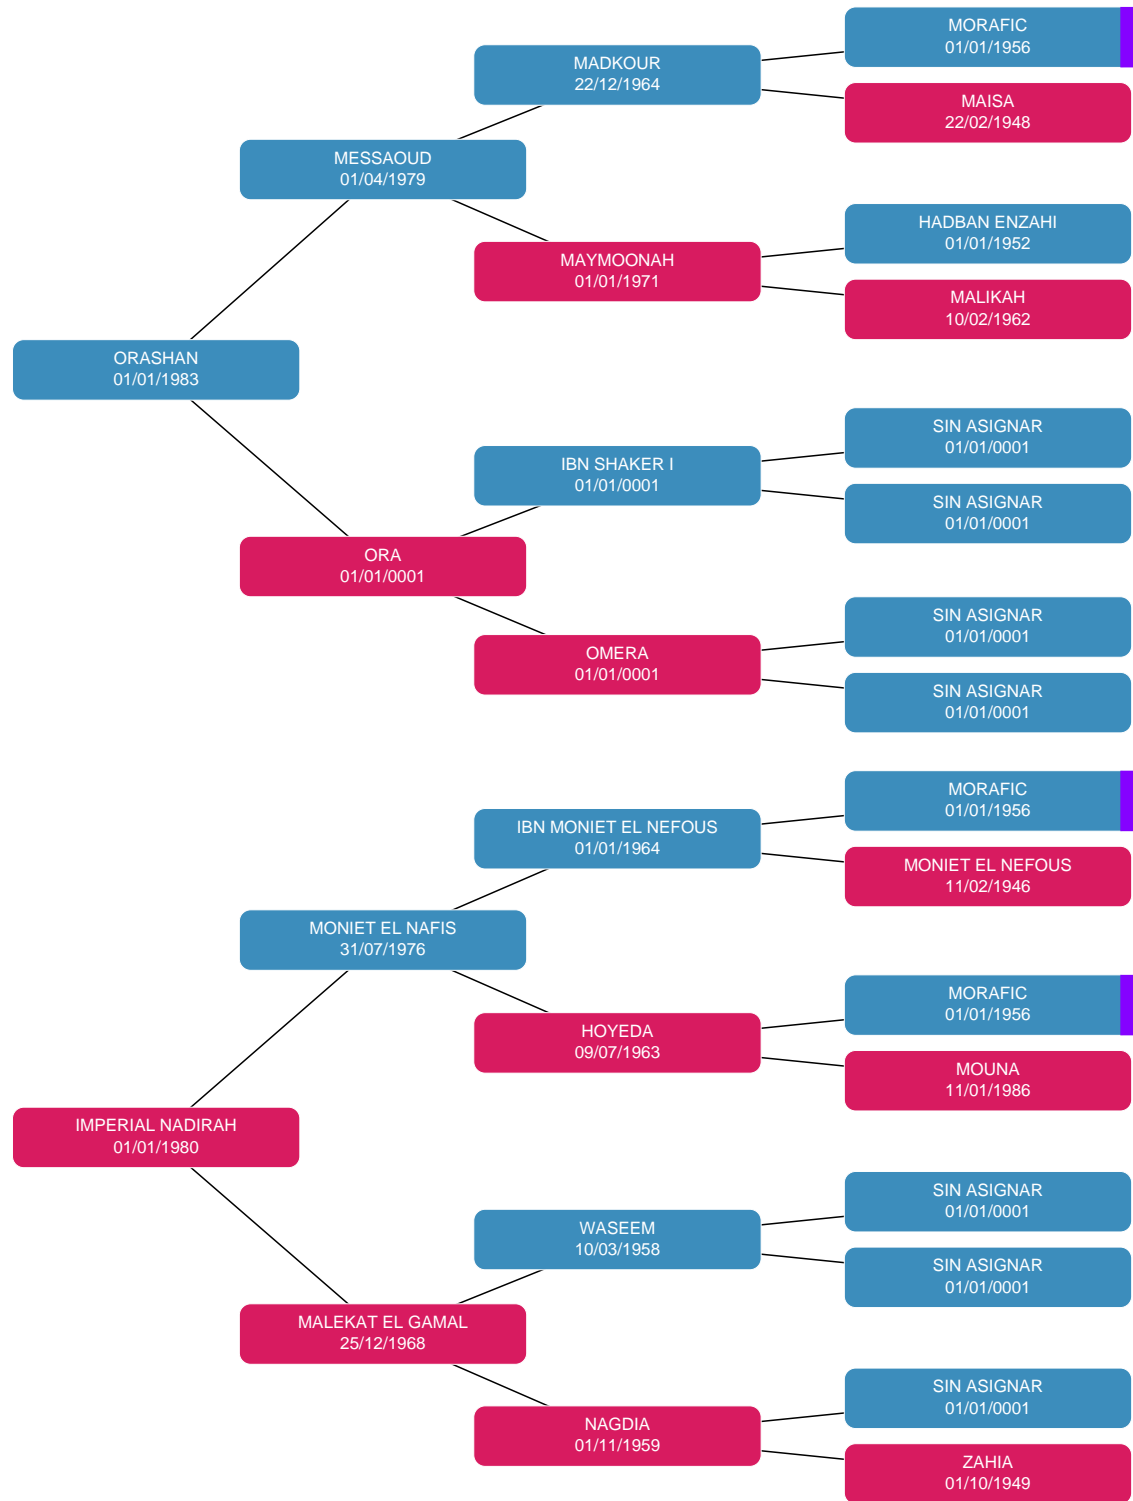 MORAFIC
01/01/1956
MADKOUR
22/12/1964
MAISA
22/02/1948
MESSAOUD
01/04/1979
HADBAN ENZAHI
01/01/1952
MAYMOONAH
01/01/1971
MALIKAH
10/02/1962
ORASHAN
01/01/1983
SIN ASIGNAR
01/01/0001
IBN SHAKER I
01/01/0001
SIN ASIGNAR
01/01/0001
ORA
01/01/0001
SIN ASIGNAR
01/01/0001
OMERA
01/01/0001
SIN ASIGNAR
01/01/0001
MORAFIC
01/01/1956
IBN MONIET EL NEFOUS
01/01/1964
MONIET EL NEFOUS
11/02/1946
MONIET EL NAFIS
31/07/1976
MORAFIC
01/01/1956
HOYEDA
09/07/1963
MOUNA
11/01/1986
IMPERIAL NADIRAH
01/01/1980
SIN ASIGNAR
01/01/0001
WASEEM
10/03/1958
SIN ASIGNAR
01/01/0001
MALEKAT EL GAMAL
25/12/1968
SIN ASIGNAR
01/01/0001
NAGDIA
01/11/1959
ZAHIA
01/10/1949